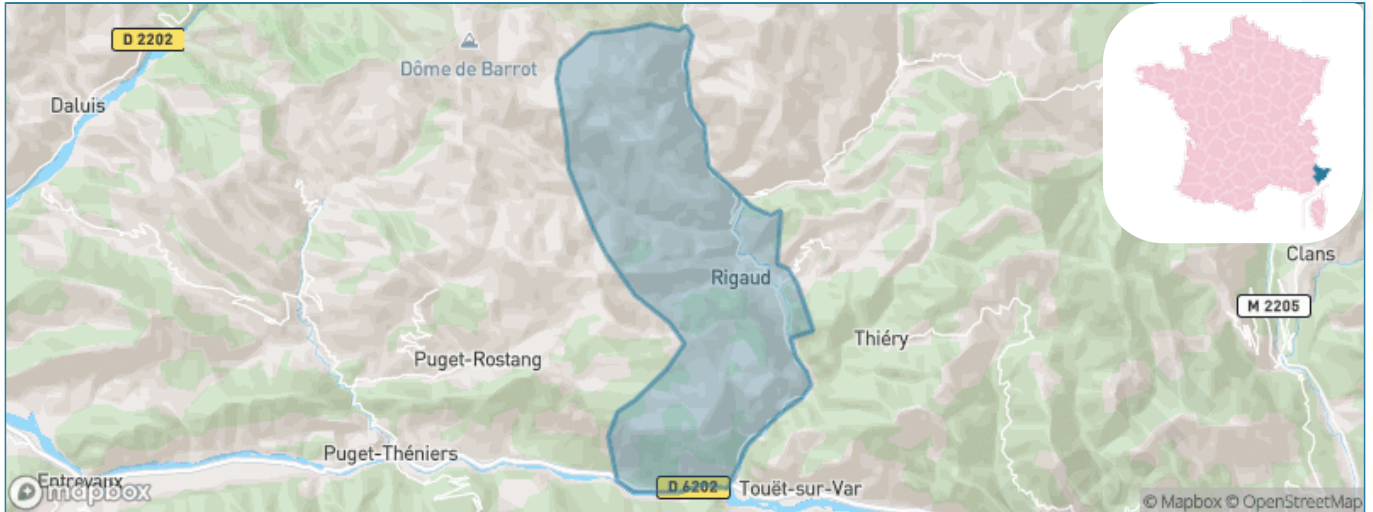 D 2202
Dôme de Barrot
Daluis
Clans
Rigaud
M 2205
Thiéry
Puget-Rostang
Puget-Théniers
Entrevaux
D 6202
Touët-sur-Var
mapbox
© Mapbox © OpenStreetMap